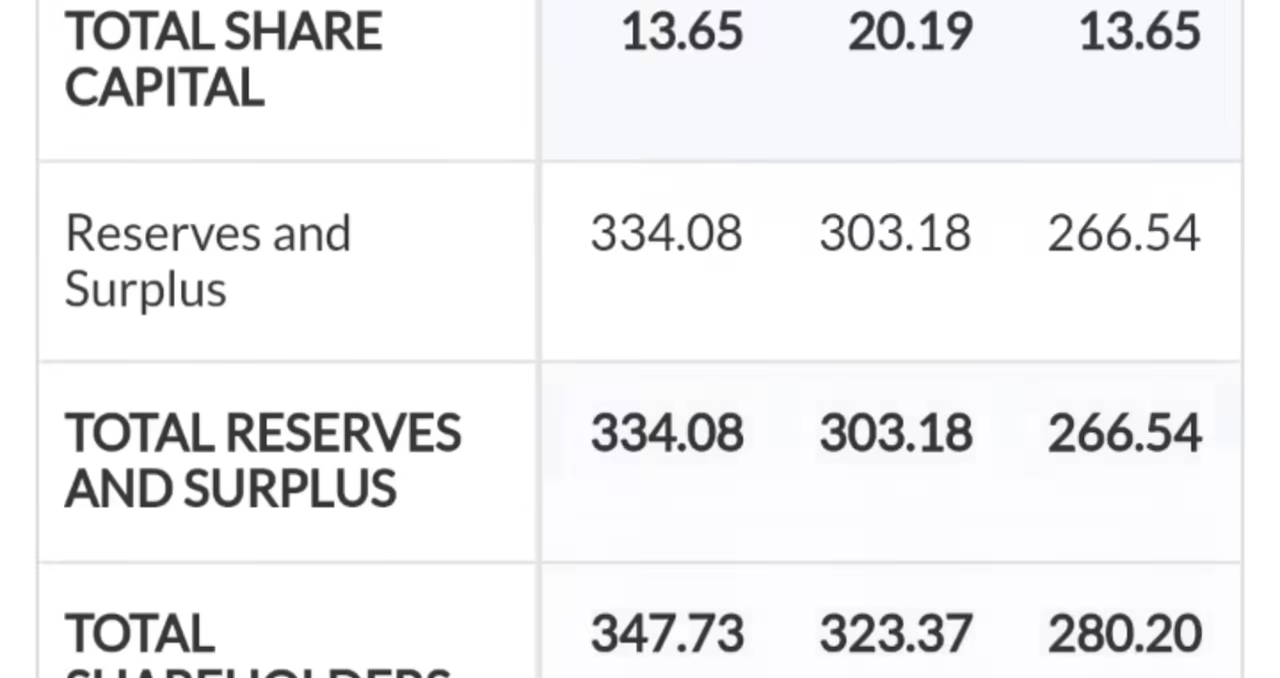 TOTAL SHARE 13.65 20.19 13.65
CAPITAL
Reserves and 334.08 303.18 266.54
Surplus
TOTAL RESERVES 334.08 303.18 266.54
AND SURPLUS
TOTAL 347.73 323.37 280.20
SHAREHOLDERS